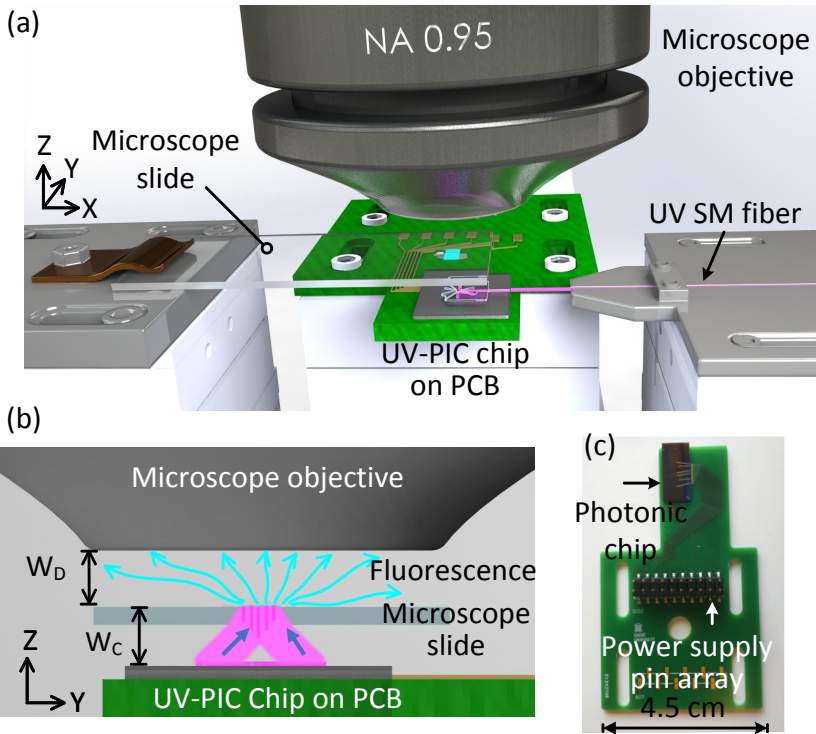 (a)
NA 0.95
Microscope
objective
Microscope
slide
Z
Y
X
UV SM fiber
UV-PIC chip
on PCB
(b)
Microscope objective
W_D
Fluorescence
Microscope
slide
W_C
Z
Y
UV-PIC Chip on PCB
(c)
Photonic
chip
Power supply
pin array
4.5 cm